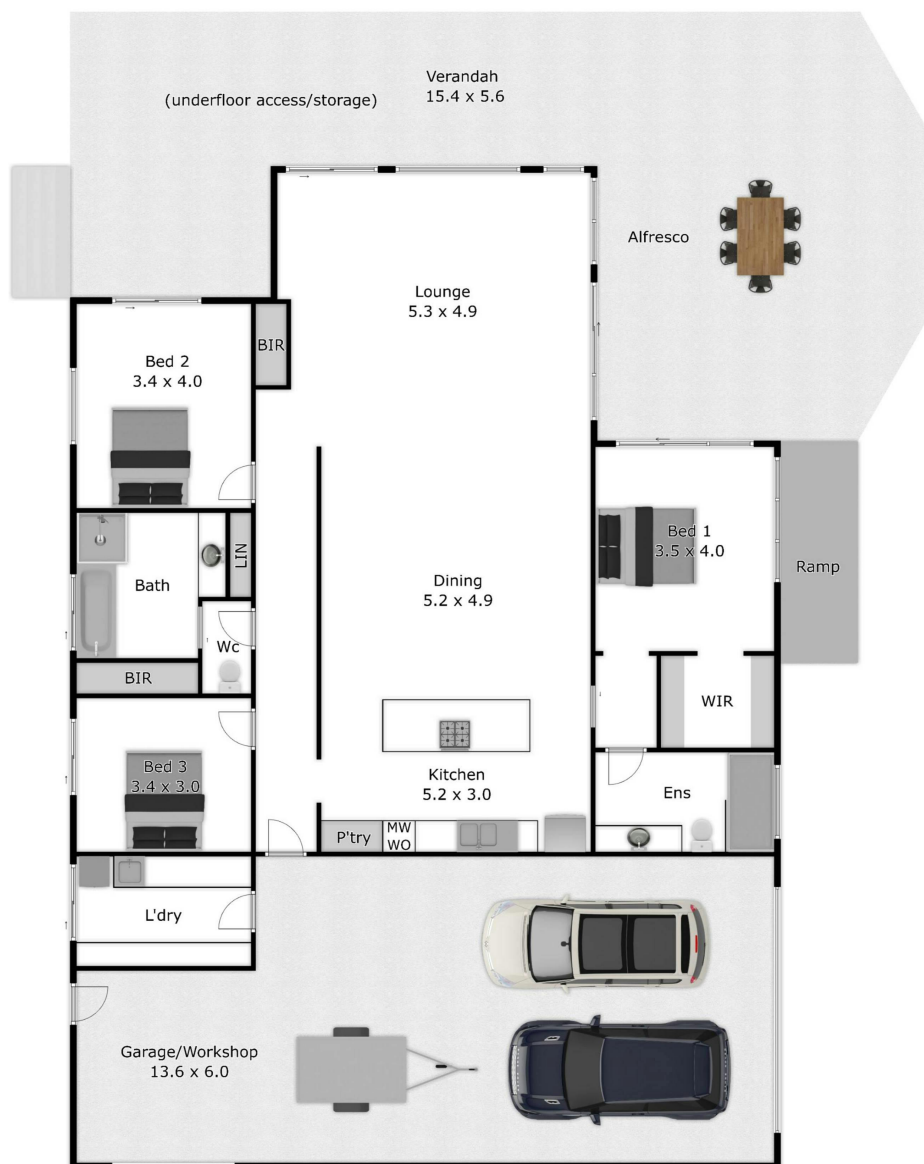 Verandah
15.4 x 5.6
(underfloor access/storage)
Alfresco
Lounge
5.3 x 4.9
BIR
Bed 2
3.4 x 4.0
Bed 1
3.5 x 4.0
LIN
Ramp
Bath
Dining
5.2 x 4.9
Wc
BIR
WIR
Bed 3
3.4 x 3.0
Kitchen
5.2 x 3.0
Ens
P'try
MW
WO
L'dry
Garage/Workshop
13.6 x 6.0